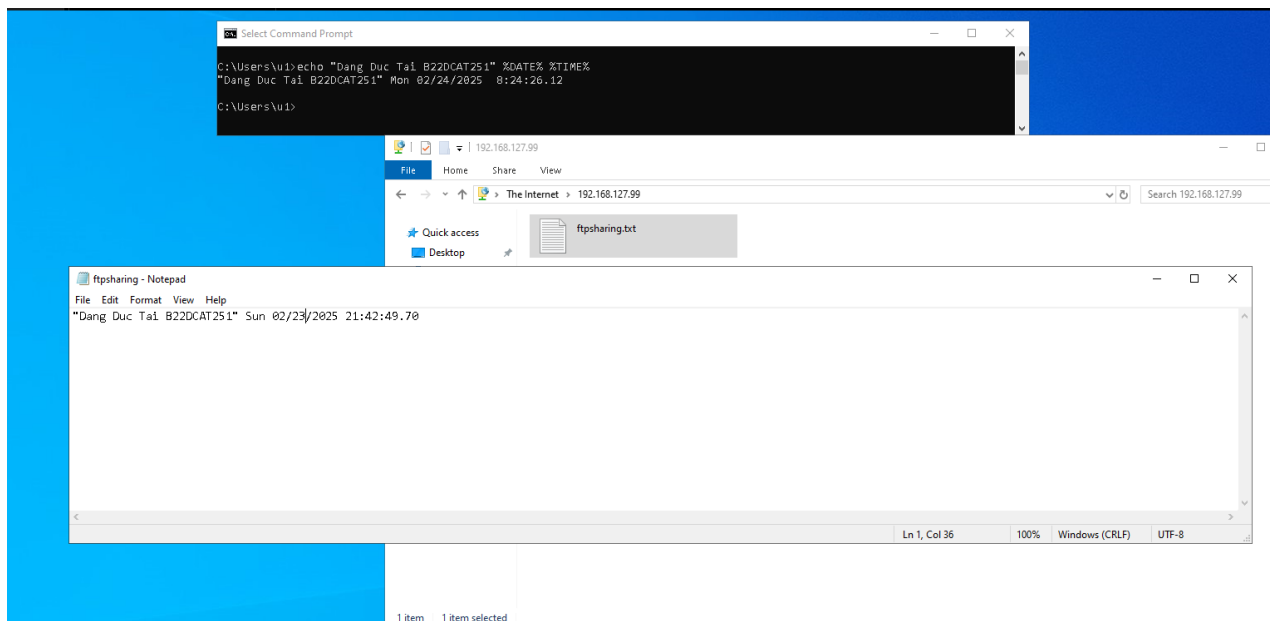 Select Command Prompt
C:\Users\u1>echo "Dang Duc Tai B22DCAT251" %DATE% %TIME%
"Dang Duc Tai B22DCAT251" Mon 02/24/2025  8:24:26.12
C:\Users\u1>
192.168.127.99
File Home Share View
The Internet > 192.168.127.99
Search 192.168.127.99
Quick access
ftpsharing.txt
Desktop
ftpsharing - Notepad
File Edit Format View Help
"Dang Duc Tai B22DCAT251" Sun 02/23/2025 21:42:49.70
Ln 1, Col 36 100% Windows (CRLF) UTF-8
1 item 1 item selected